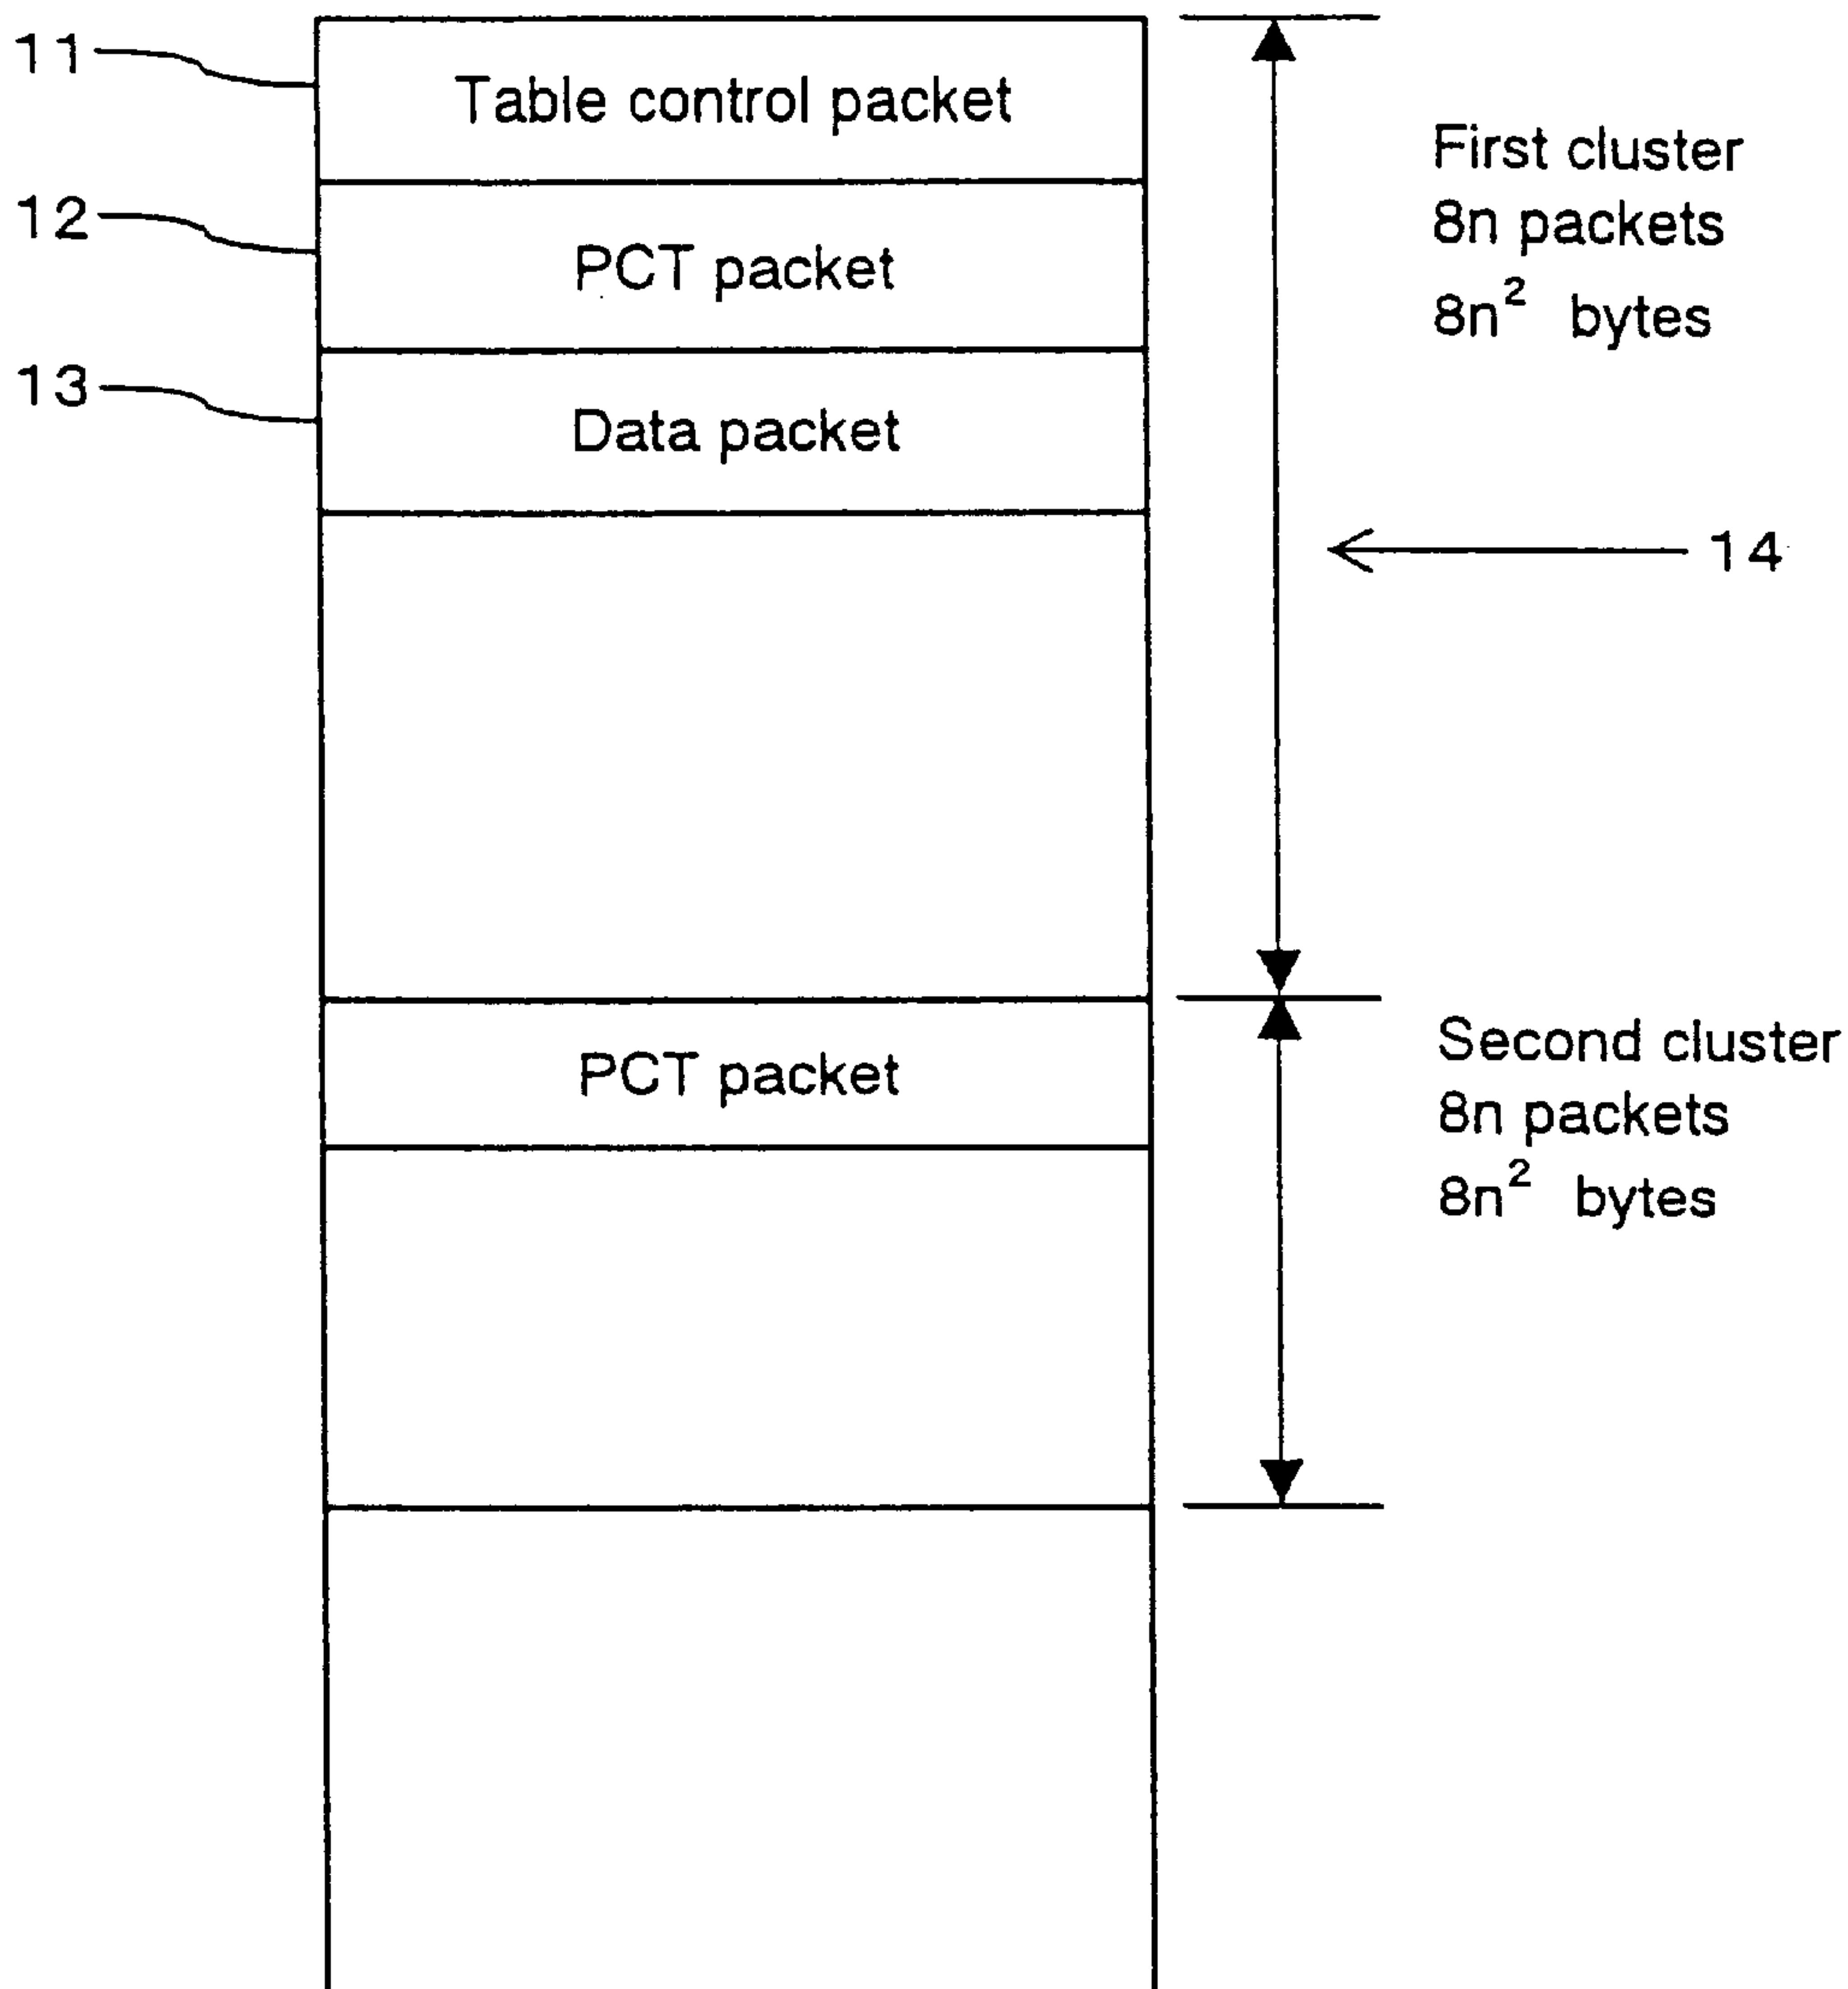 11
Table control packet
12
PCT packet
13
Data packet
First cluster
8n packets
8n² bytes
14
PCT packet
Second cluster
8n packets
8n² bytes